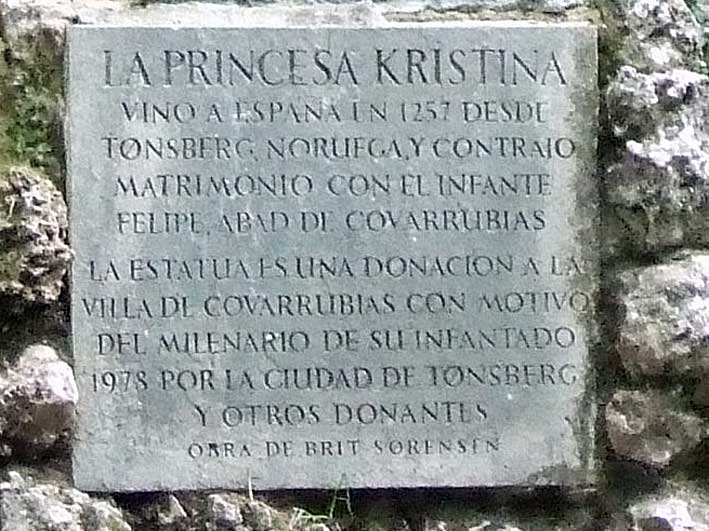 LA PRINCESA KRISTINA
VINO A ESPAÑA EN 1257 DESDE
TØNSBERG, NORUEGA, Y CONTRAJO
MATRIMONIO CON EL INFANTE
FELIPE, ABAD DE COVARRUBIAS
LA ESTATUA ES UNA DONACION A LA
VILLA DE COVARRUBIAS CON MOTIVO
DEL MILENARIO DE SU INFANTADO
1978 POR LA CIUDAD DE TØNSBERG
Y OTROS DONANTES
OBRA DE BRIT SØRENSEN